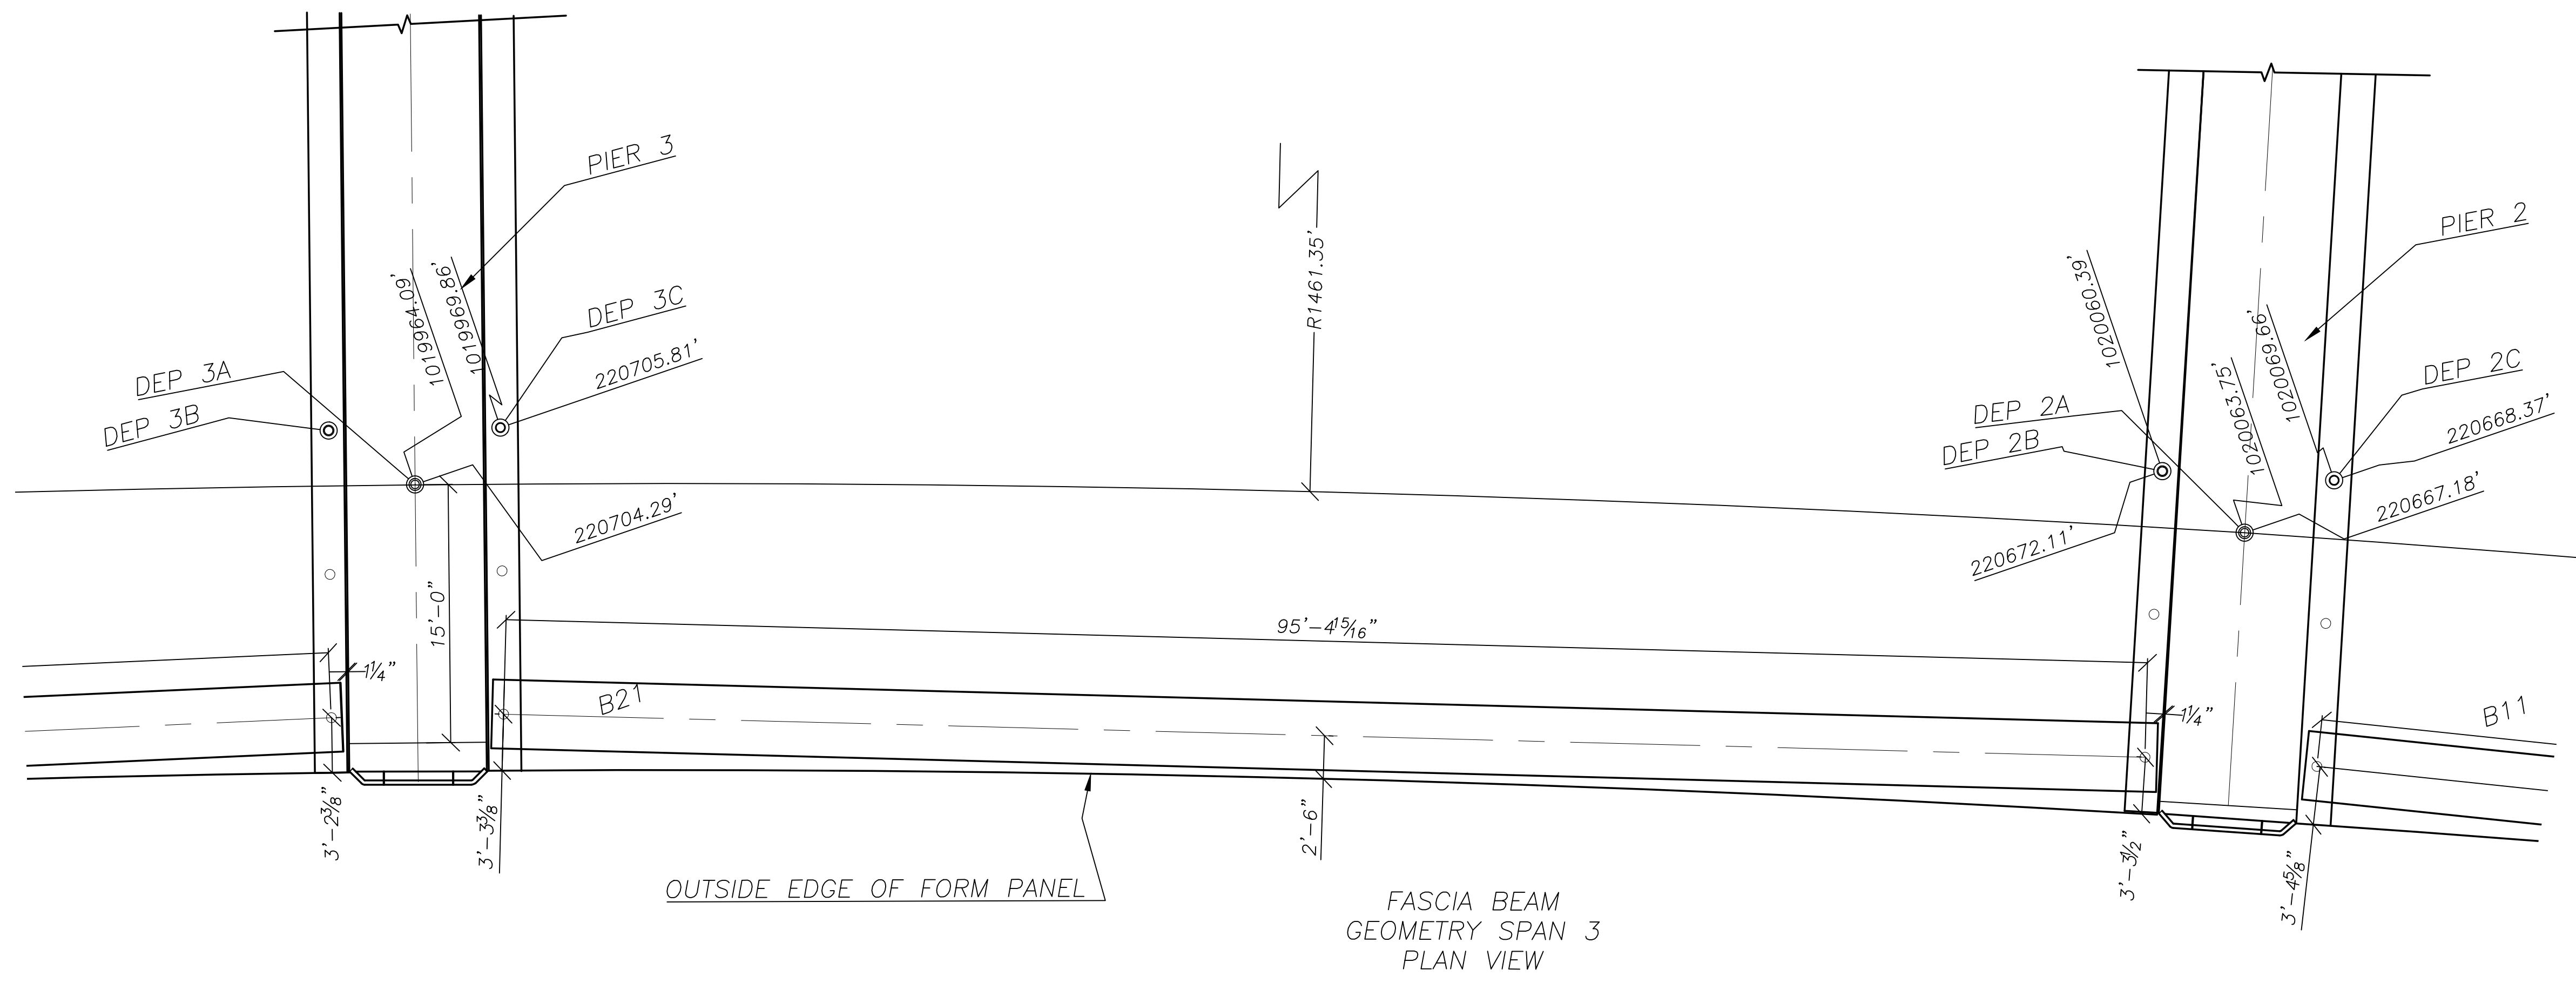 PIER 3
1019964.09'
1019969.86'
DEP 3C
220705.81'
DEP 3A
DEP 3B
220704.29'
15'-0"
1 1/4"
B21
3'-2 3/8"
3'-3 3/8"
R1461.35'
95'-4 15/16"
2'-6"
OUTSIDE EDGE OF FORM PANEL
FASCIA BEAM
GEOMETRY SPAN 3
PLAN VIEW
PIER 2
1020060.39'
1020069.66'
1020063.75'
DEP 2C
220668.37'
DEP 2A
DEP 2B
220667.18'
220672.11'
1 1/4"
B11
3'-3 1/2"
3'-4 5/8"